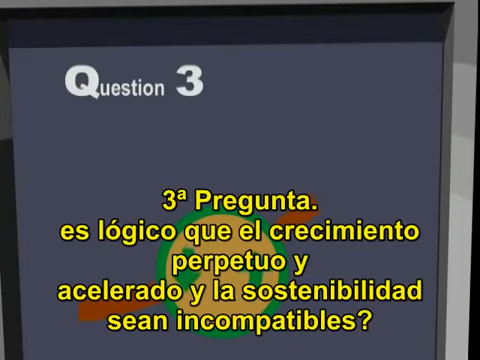 Question 3
3ª Pregunta.
es lógico que el crecimiento
perpetuo y
acelerado y la sostenibilidad
sean incompatibles?